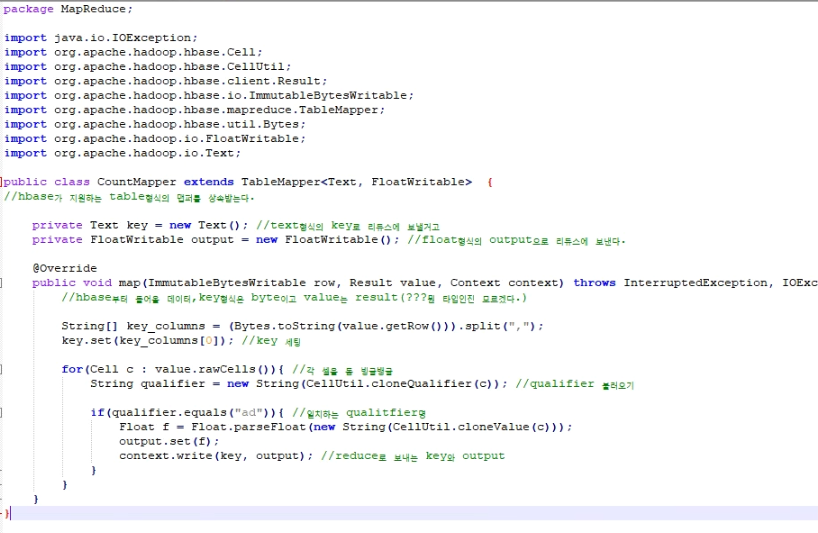 package MapReduce;
import java.io.IOException;
import org.apache.hadoop.hbase.Cell;
import org.apache.hadoop.hbase.CellUtil;
import org.apache.hadoop.hbase.client.Result;
import org.apache.hadoop.hbase.io.ImmutableBytesWritable;
import org.apache.hadoop.hbase.mapreduce.TableMapper;
import org.apache.hadoop.hbase.util.Bytes;
import org.apache.hadoop.io.FloatWritable;
import org.apache.hadoop.io.Text;
public class CountMapper extends TableMapper<Text, FloatWritable>  {
//hbase가 지원하는 table형식의 맵퍼를 상속받는다.
private Text key = new Text(); //text형식의 key로 리듀스에 보낼거고
private FloatWritable output = new FloatWritable(); //float형식의 output으로 리듀스에 보낸다.
@Override
public void map(ImmutableBytesWritable row, Result value, Context context) throws InterruptedException, IOExc
//hbase부터 들어올 데이터,key형식은 byte이고 value는 result(???뭔 타입인진 모르겠다.)
String[] key_columns = (Bytes.toString(value.getRow())).split(",");
key.set(key_columns[0]); //key 세팅
for(Cell c : value.rawCells()){ //각 셀을 돔 빙글빙글
String qualifier = new String(CellUtil.cloneQualifier(c)); //qualifier 불러오기
if(qualifier.equals("ad")){ //일치하는 qualitfier명
Float f = Float.parseFloat(new String(CellUtil.cloneValue(c)));
output.set(f);
context.write(key, output); //reduce로 보내는 key와 output
}
}
}
}